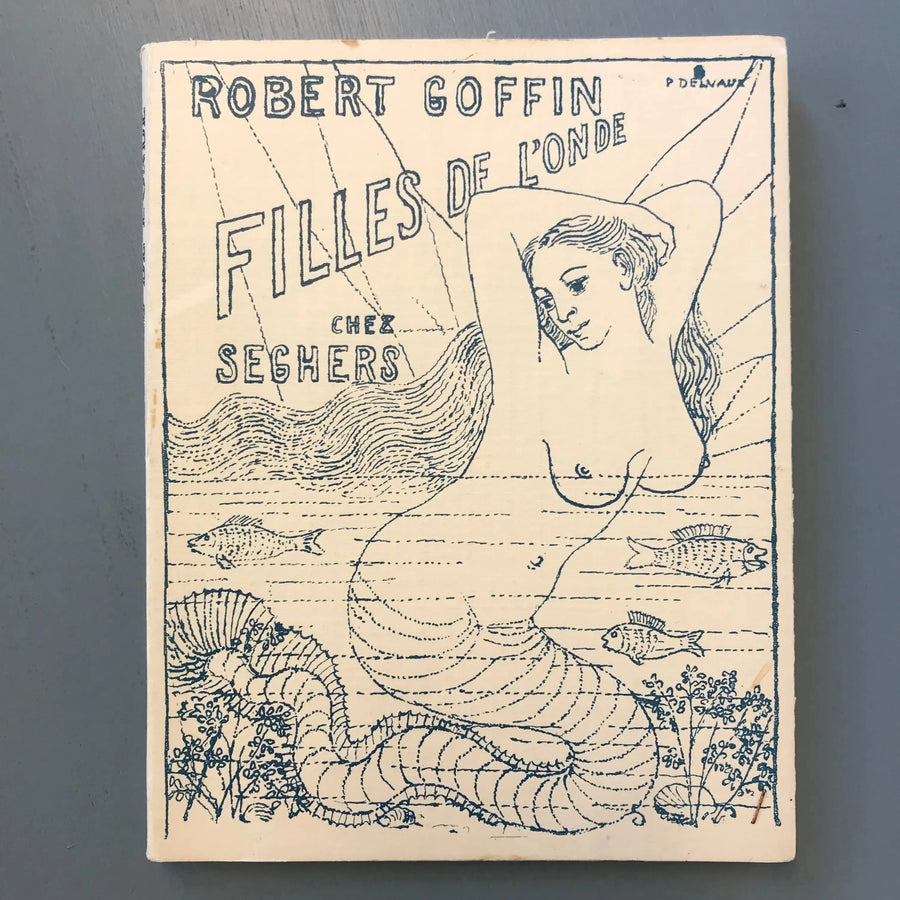 ROBERT GOFFIN
P DELVAUX
FILLES DE L'ONDE
CHEZ
SEGHERS